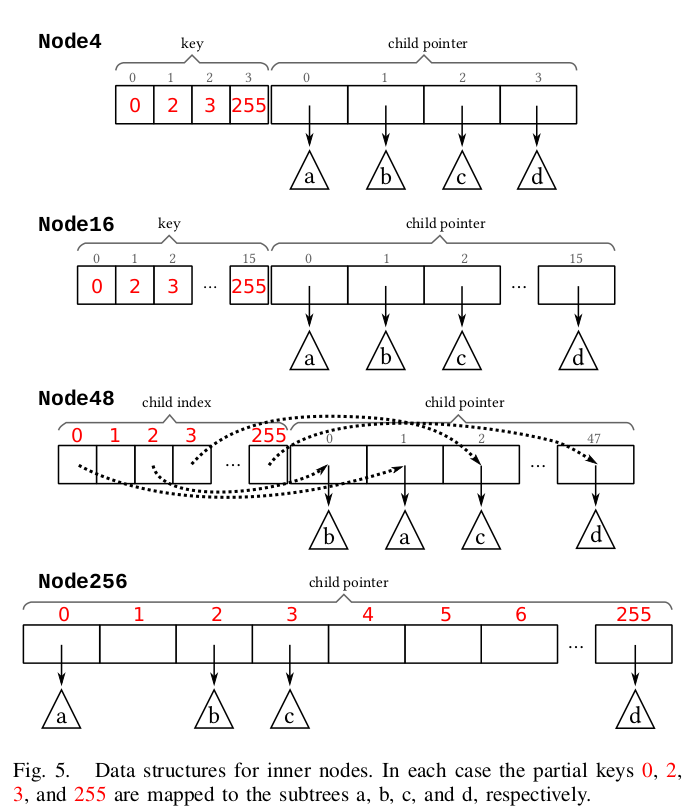 Node4
key child pointer
0 1 2 3 0 1 2 3
0 2 3 255
a b c d
Node16 key child pointer
0 1 2 15 0 1 2 15
0 2 3 ... 255 ...
a b c d
Node48 child index child pointer
0 1 2 3 255 0 1 2 47
... ...
b a c d
Node256 child pointer
0 1 2 3 4 5 6 255
...
a b c d
Fig. 5. Data structures for inner nodes. In each case the partial keys 0, 2,
3, and 255 are mapped to the subtrees a, b, c, and d, respectively.